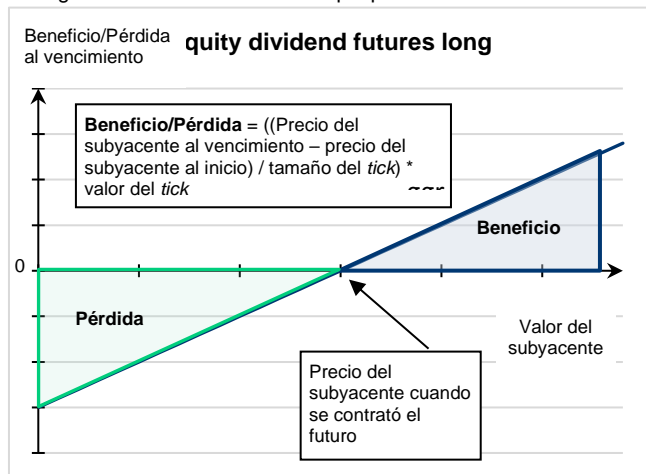 Beneficio/Pérdida
al vencimiento
quity dividend futures long
Beneficio/Pérdida = ((Precio del
subyacente al vencimiento – precio del
subyacente al inicio) / tamaño del tick) *
valor del tick
Beneficio
0
Pérdida
Valor del
subyacente
Precio del
subyacente cuando
se contrató el
futuro